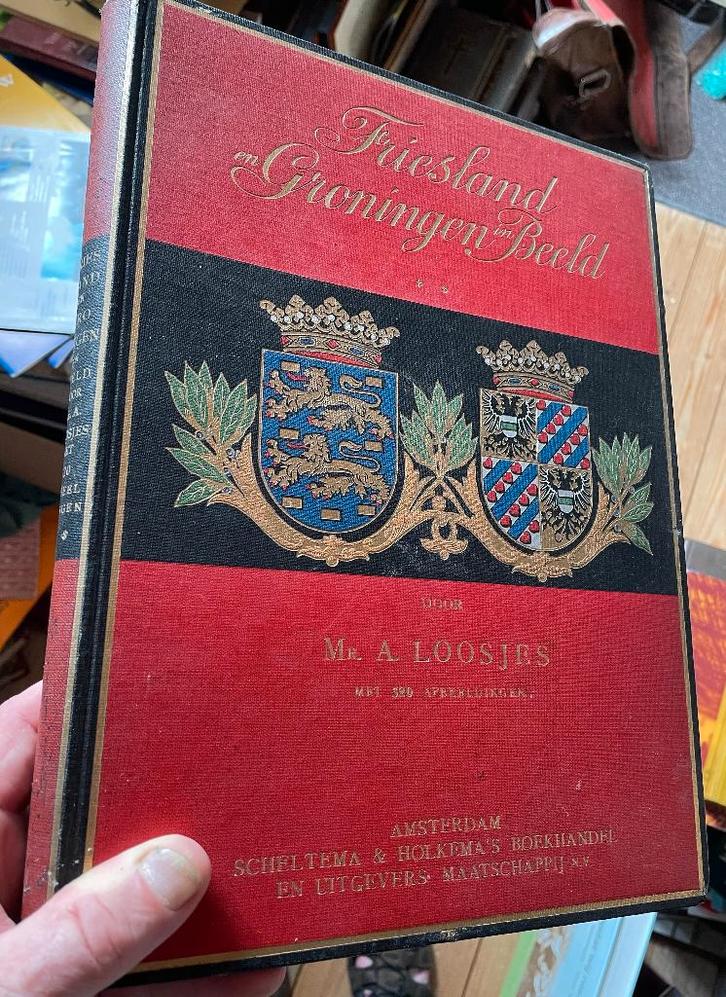 Friesland
en Groningen in Beeld
DOOR
MR. A. LOOSJES
MET 320 AFBEELDINGEN.
AMSTERDAM
SCHELTEMA & HOLKEMA'S BOEKHANDEL
EN UITGEVERS MAATSCHAPPIJ N.V.